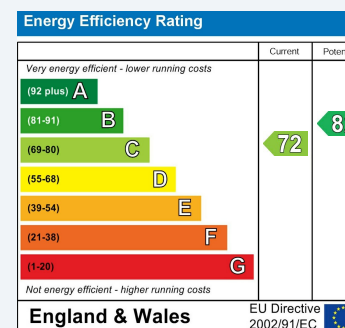 Energy Efficiency Rating
Current
Very energy efficient - lower running costs
(92 plus) A
(81-91) B
(69-80) C
72
(55-68) D
(39-54) E
(21-38) F
(1-20) G
Not energy efficient - higher running costs
England & Wales
EU Directive
2002/91/EC